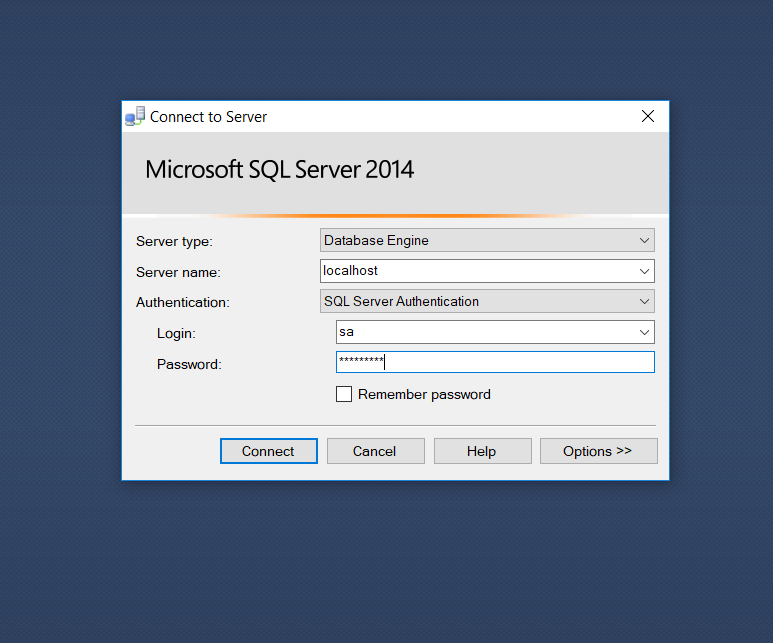 Connect to Server
Microsoft SQL Server 2014
Server type: Database Engine
Server name: localhost
Authentication: SQL Server Authentication
Login: sa
Password: *********
Remember password
Connect Cancel Help Options >>